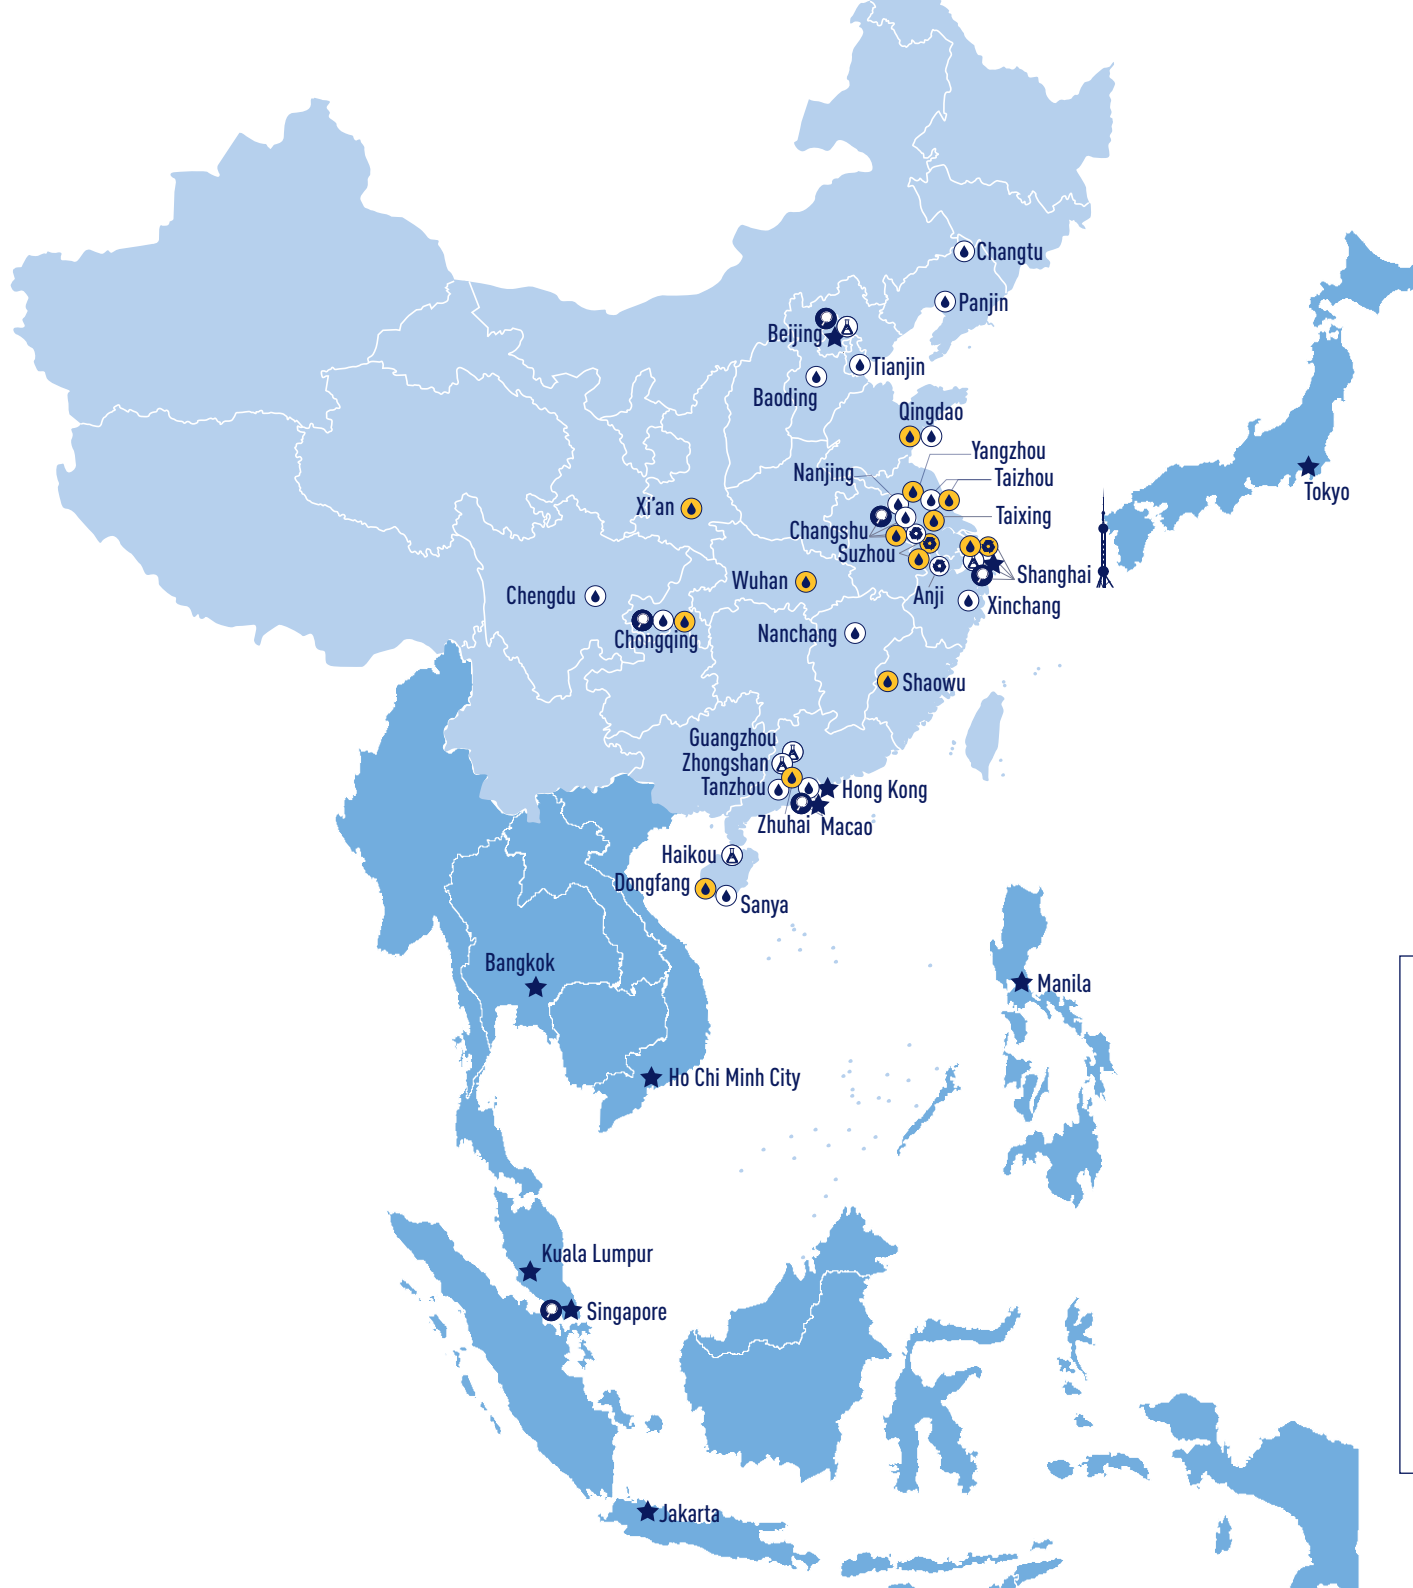 Changtu
Panjin
Beijing
Tianjin
Baoding
Qingdao
Yangzhou
Nanjing
Taizhou
Xi'an
Taixing
Changshu
Suzhou
Shanghai
Wuhan
Chengdu
Anji
Xinchang
Chongqing
Nanchang
Shaowu
Guangzhou
Zhongshan
Tanzhou
Hong Kong
Zhuhai
Macao
Haikou
Dongfang
Sanya
Tokyo
Bangkok
Manila
Ho Chi Minh City
Kuala Lumpur
Singapore
Jakarta